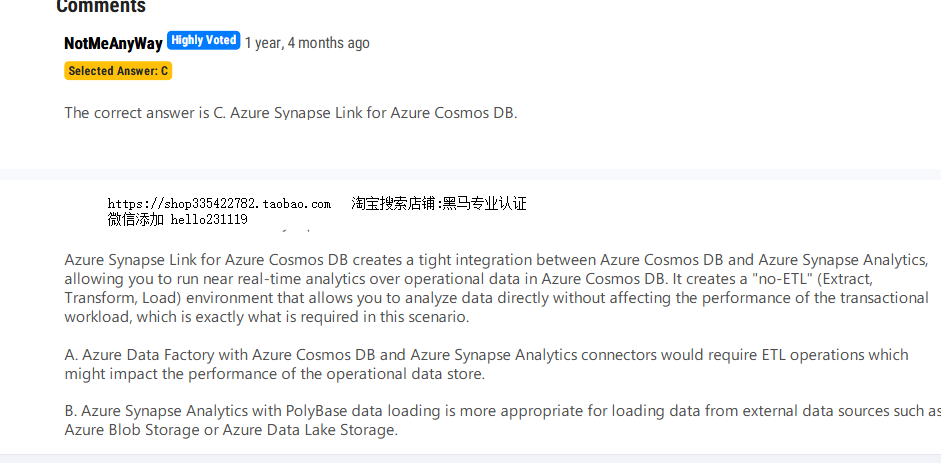 Comments
NotMeAnyWay Highly Voted 1 year, 4 months ago
Selected Answer: C
The correct answer is C. Azure Synapse Link for Azure Cosmos DB.
https://shop335422782.taobao.com 淘宝搜索店铺:黑马专业认证
微信添加 hello231119
Azure Synapse Link for Azure Cosmos DB creates a tight integration between Azure Cosmos DB and Azure Synapse Analytics,
allowing you to run near real-time analytics over operational data in Azure Cosmos DB. It creates a "no-ETL" (Extract,
Transform, Load) environment that allows you to analyze data directly without affecting the performance of the transactional
workload, which is exactly what is required in this scenario.
A. Azure Data Factory with Azure Cosmos DB and Azure Synapse Analytics connectors would require ETL operations which
might impact the performance of the operational data store.
B. Azure Synapse Analytics with PolyBase data loading is more appropriate for loading data from external data sources such as
Azure Blob Storage or Azure Data Lake Storage.